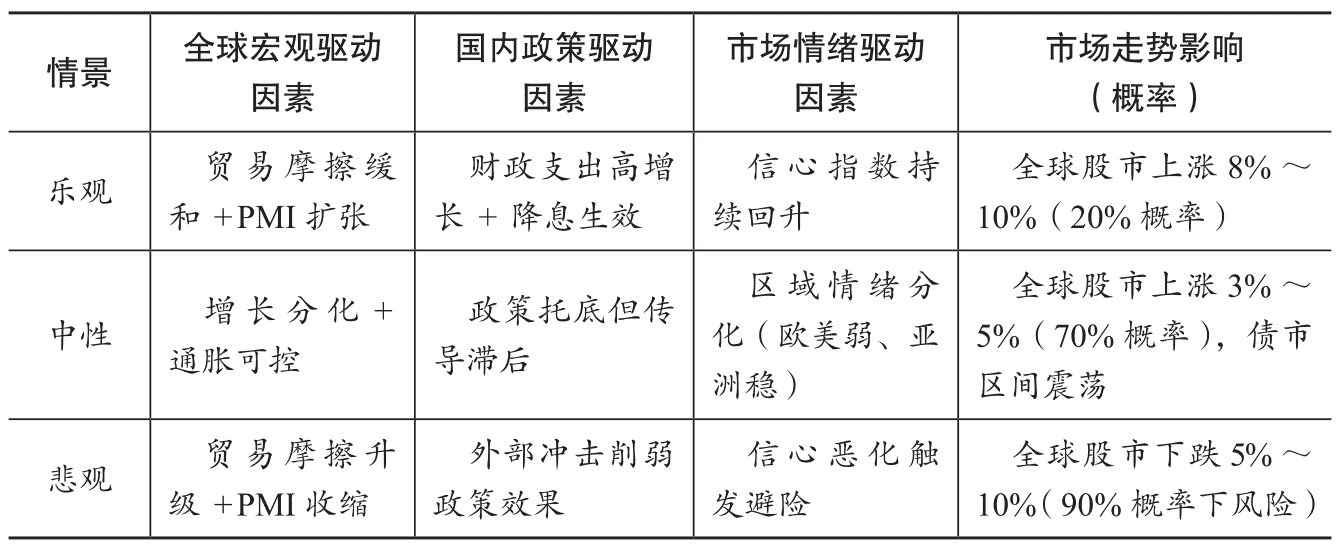 情景
全球宏观驱动
因素
国内政策驱动
因素
市场情绪驱动
因素
市场走势影响
（概率）
乐观
贸易摩擦缓
和 +PMI 扩张
财政支出高增
长 + 降息生效
信心指数持
续回升
全球股市上涨 8% ～
10%（20% 概率）
中性
增长分化 +
通胀可控
政策托底但传
导滞后
区域情绪分
化（欧美弱、亚
洲稳）
全球股市上涨 3% ～
5%（70% 概率），债市
区间震荡
悲观
贸易摩擦升
级 +PMI 收缩
外部冲击削弱
政策效果
信心恶化触
发避险
全球股市下跌 5% ～
10%（90% 概率下风险）